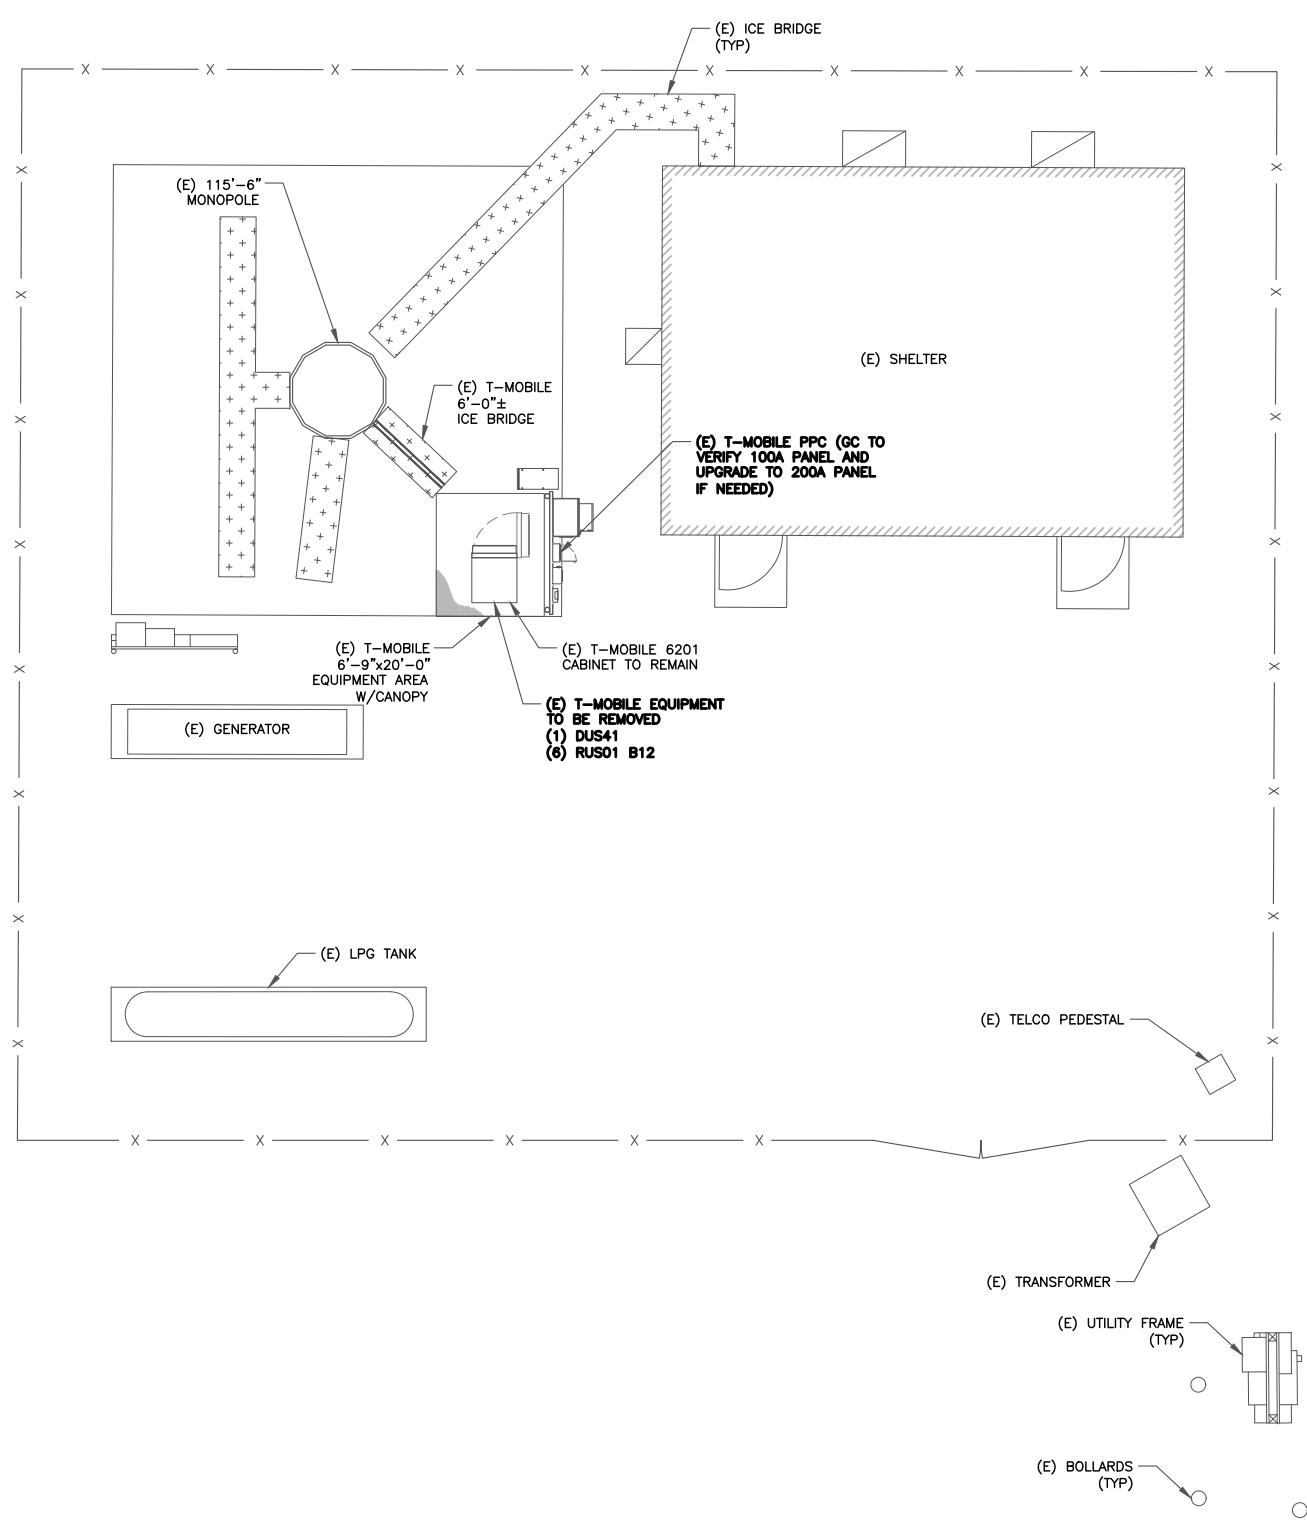 (E) ICE BRIDGE
(TYP)
(E) 115'-6"
MONOPOLE
(E) SHELTER
(E) T-MOBILE
6'-0"±
ICE BRIDGE
(E) T-MOBILE PPC (GC TO
VERIFY 100A PANEL AND
UPGRADE TO 200A PANEL
IF NEEDED)
(E) T-MOBILE
6'-9"x20'-0"
EQUIPMENT AREA
W/CANOPY
(E) T-MOBILE 6201
CABINET TO REMAIN
(E) T-MOBILE EQUIPMENT
TO BE REMOVED
(1) DUS41
(6) RUS01 B12
(E) GENERATOR
(E) LPG TANK
(E) TELCO PEDESTAL
(E) TRANSFORMER
(E) UTILITY FRAME
(TYP)
(E) BOLLARDS
(TYP)